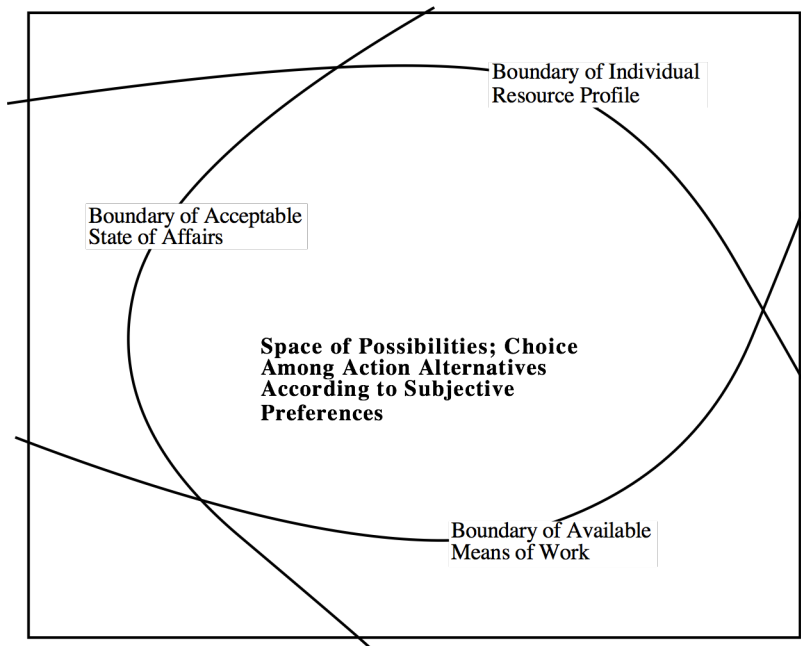 Boundary of Individual
Resource Profile
Boundary of Acceptable
State of Affairs
Space of Possibilities; Choice
Among Action Alternatives
According to Subjective
Preferences
Boundary of Available
Means of Work